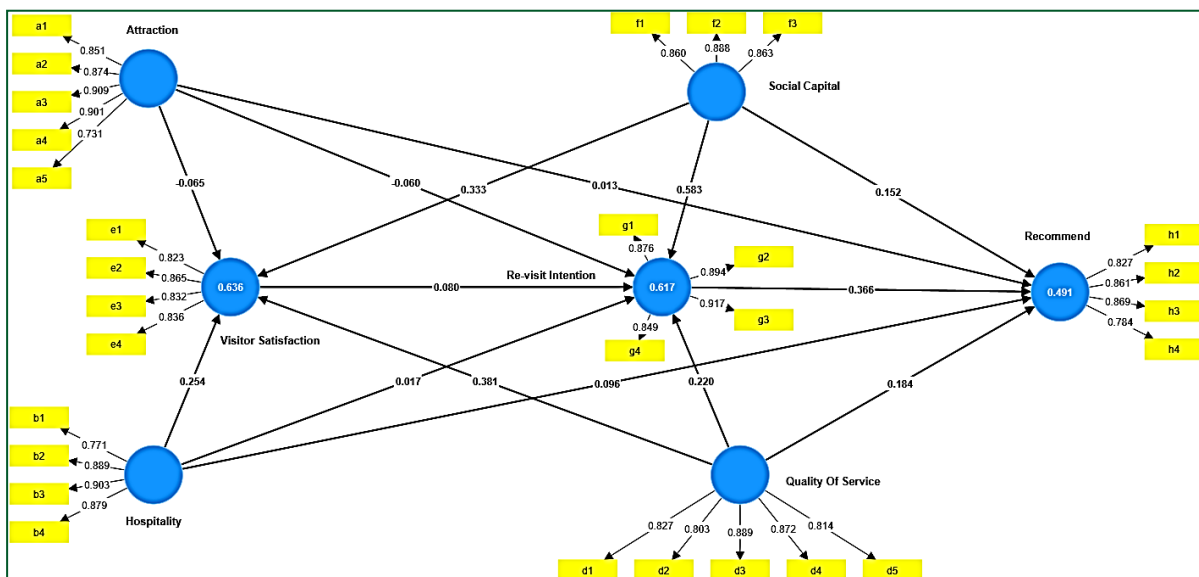 a1
Attraction
f1
f2
f3
0.851
0.860
0.888
0.863
a2
0.874
a3
0.909
Social Capital
a4
0.901
0.731
a5
-0.065
-0.060
0.333
0.583
0.013
0.152
e1
0.823
g1
0.876
Recommend
h1
0.827
e2
0.865
Re-visit Intention
g2
0.894
h2
0.861
0.636
0.080
0.617
0.366
0.491
e3
0.832
0.917
g3
h3
0.869
e4
0.836
0.849
0.784
h4
Visitor Satisfaction
g4
0.254
0.017
0.381
0.220
0.096
0.184
b1
0.771
b2
0.889
b3
0.903
Quality Of Service
b4
0.879
Hospitality
0.827
0.803
0.889
0.872
0.814
d1
d2
d3
d4
d5